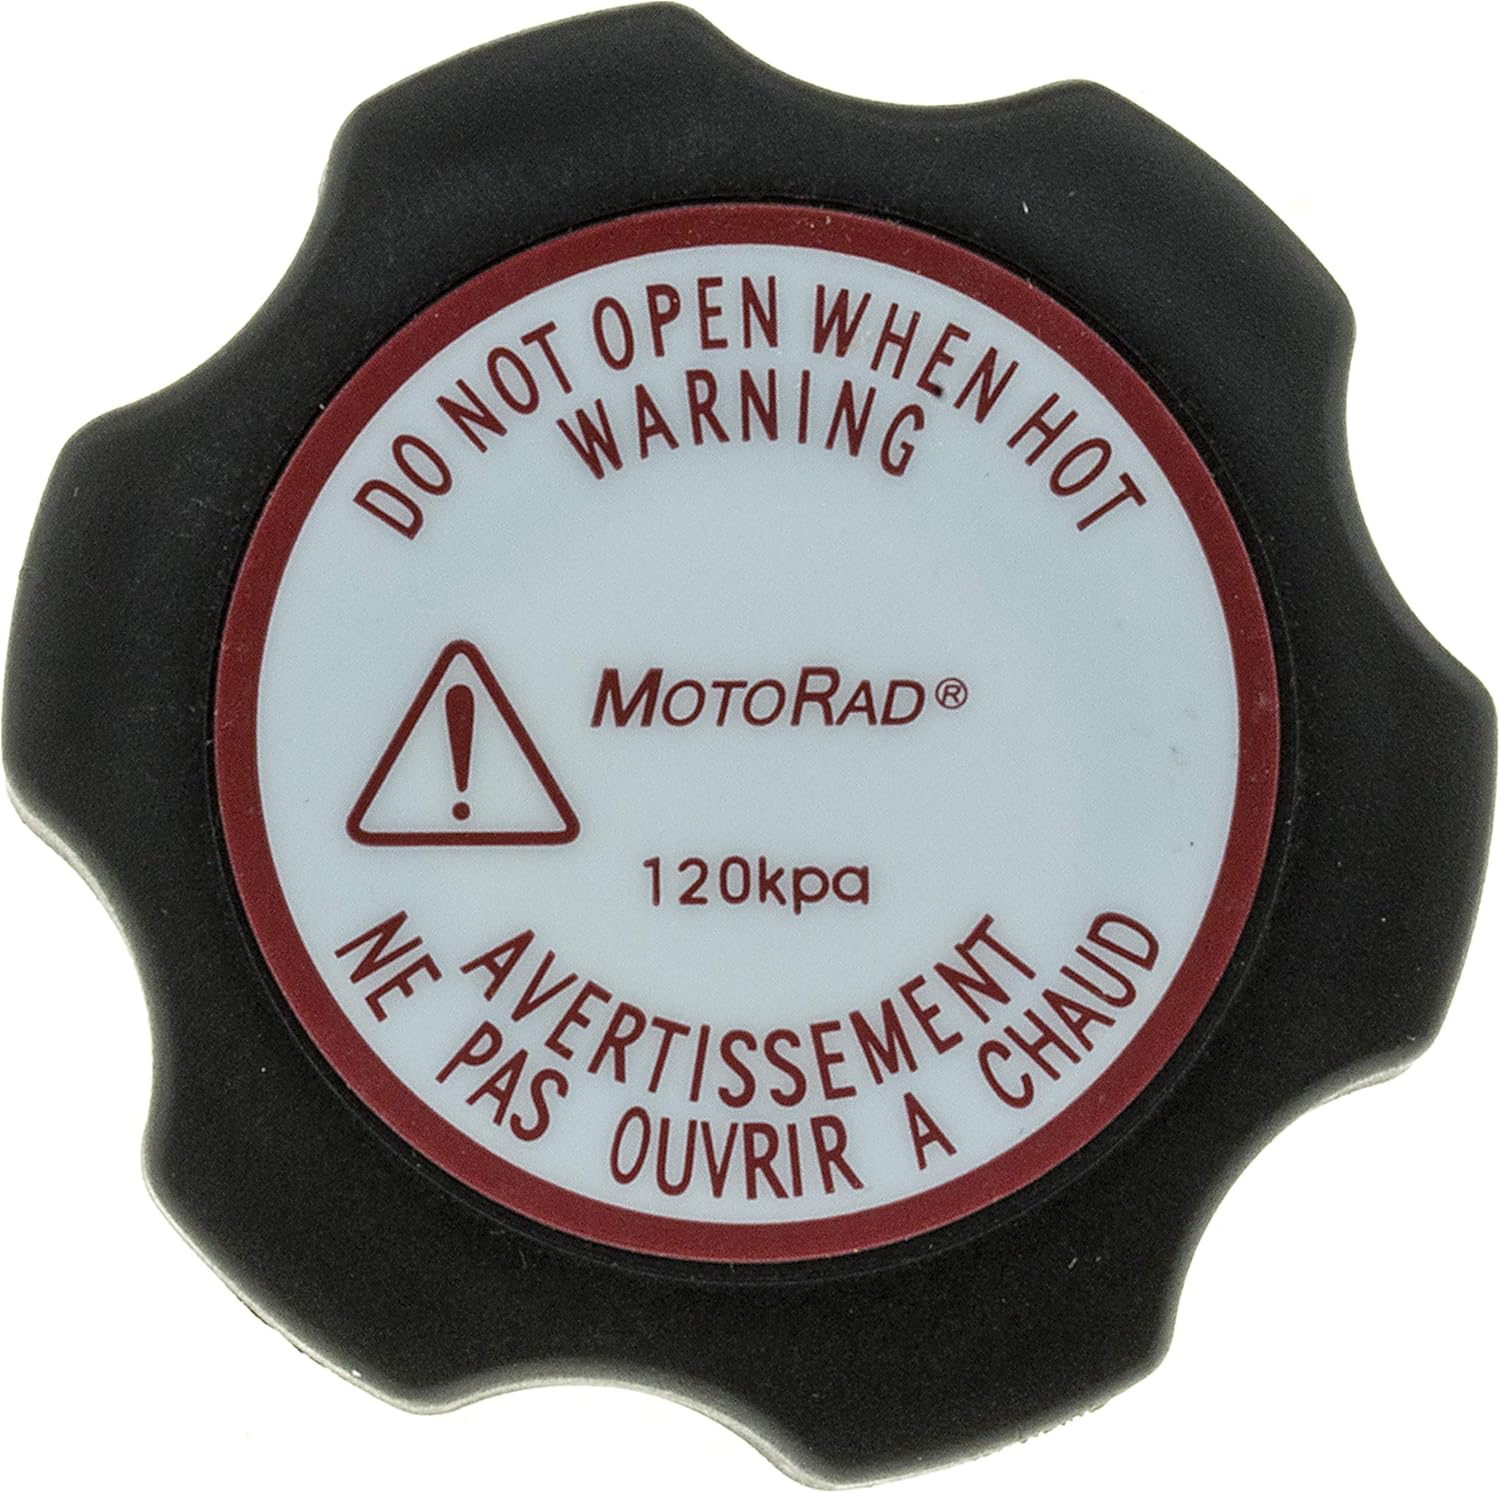 DO NOT OPEN WHEN HOT
WARNING
MOTORAD®
120kpa
AVERTISSEMENT
NE PAS OUVRIR A CHAUD